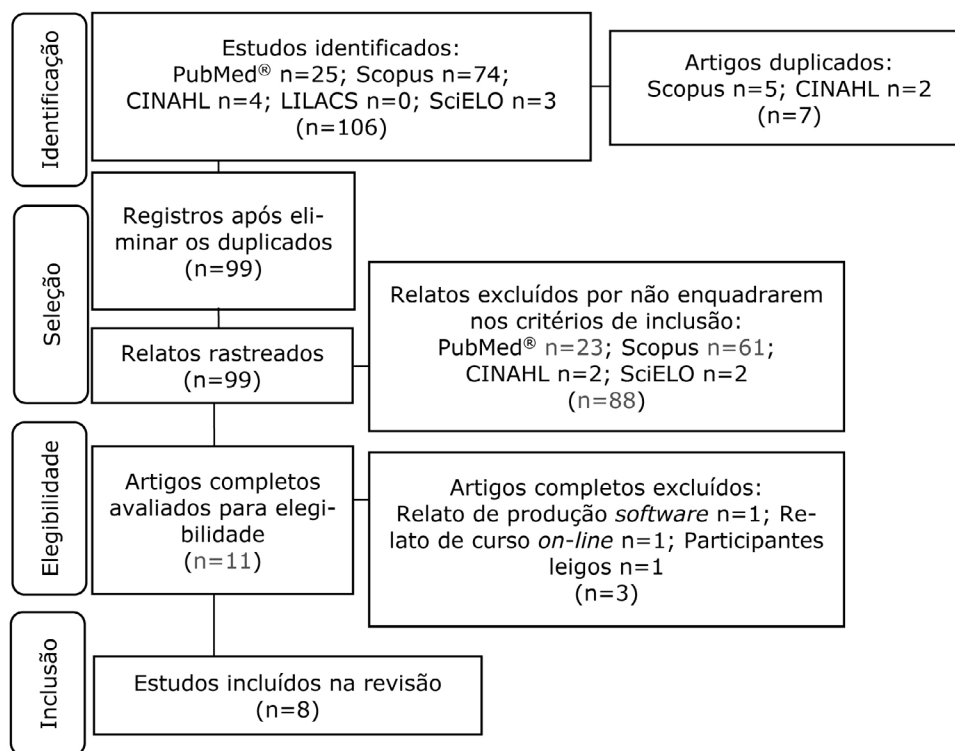 Identificação
Estudos identificados:
PubMed® n=25; Scopus n=74;
CINAHL n=4; LILACS n=0; SciELO n=3
(n=106)
Artigos duplicados:
Scopus n=5; CINAHL n=2
(n=7)
Seleção
Registros após eli-
minar os duplicados
(n=99)
Relatos rastreados
(n=99)
Relatos excluídos por não enquadrarem
nos critérios de inclusão:
PubMed® n=23; Scopus n=61;
CINAHL n=2; SciELO n=2
(n=88)
Elegibilidade
Artigos completos
avaliados para elegi-
bilidade
(n=11)
Artigos completos excluídos:
Relato de produção software n=1; Re-
lato de curso on-line n=1; Participantes
leigos n=1
(n=3)
Inclusão
Estudos incluídos na revisão
(n=8)